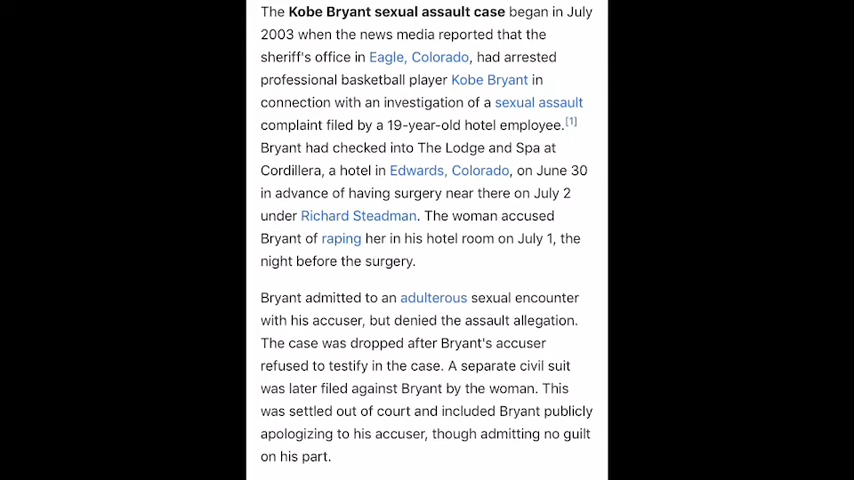 The Kobe Bryant sexual assault case began in July
2003 when the news media reported that the
sheriff's office in Eagle, Colorado, had arrested
professional basketball player Kobe Bryant in
connection with an investigation of a sexual assault
complaint filed by a 19-year-old hotel employee.[1]
Bryant had checked into The Lodge and Spa at
Cordillera, a hotel in Edwards, Colorado, on June 30
in advance of having surgery near there on July 2
under Richard Steadman. The woman accused
Bryant of raping her in his hotel room on July 1, the
night before the surgery.
Bryant admitted to an adulterous sexual encounter
with his accuser, but denied the assault allegation.
The case was dropped after Bryant's accuser
refused to testify in the case. A separate civil suit
was later filed against Bryant by the woman. This
was settled out of court and included Bryant publicly
apologizing to his accuser, though admitting no guilt
on his part.